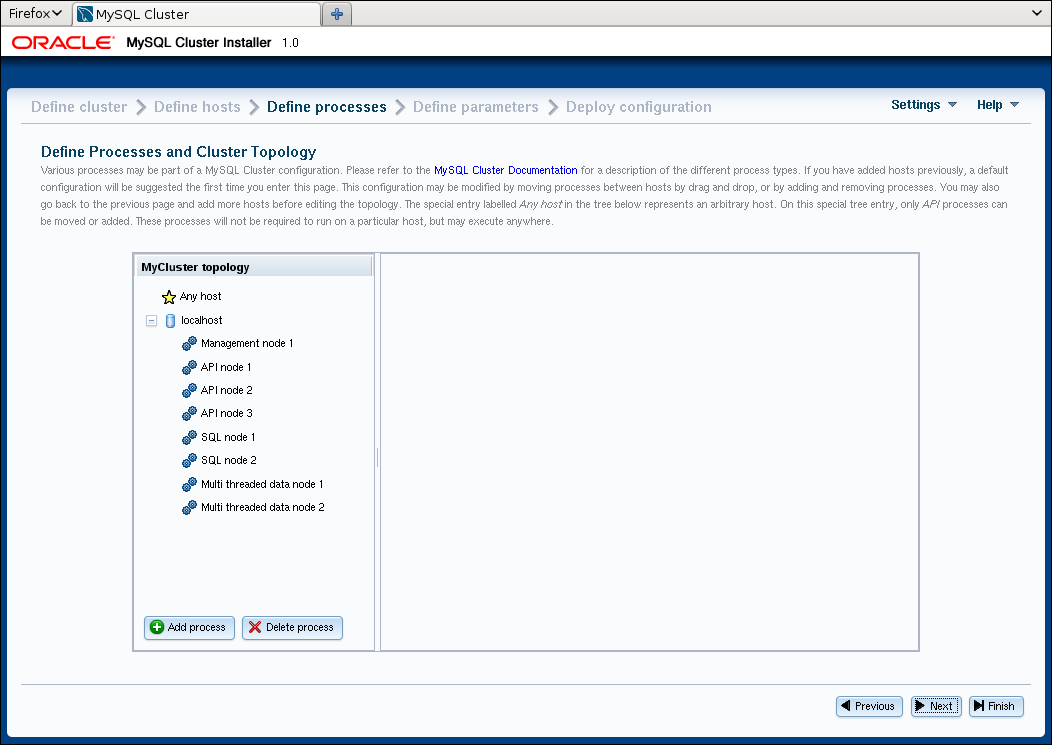 Firefox
MySQL Cluster
ORACLE MySQL Cluster Installer 1.0
Define cluster Define hosts Define processes Define parameters Deploy configuration Settings Help
Define Processes and Cluster Topology
Various processes may be part of a MySQL Cluster configuration. Please refer to the MySQL Cluster Documentation for a description of the different process types. If you have added hosts previously, a default
configuration will be suggested the first time you enter this page. This configuration may be modified by moving processes between hosts by drag and drop, or by adding and removing processes. You may also
go back to the previous page and add more hosts before editing the topology. The special entry labelled Any host in the tree below represents an arbitrary host. On this special tree entry, only API processes can
be moved or added. These processes will not be required to run on a particular host, but may execute anywhere.
MyCluster topology
Any host
localhost
Management node 1
API node 1
API node 2
API node 3
SQL node 1
SQL node 2
Multi threaded data node 1
Multi threaded data node 2
Add process Delete process
Previous Next Finish